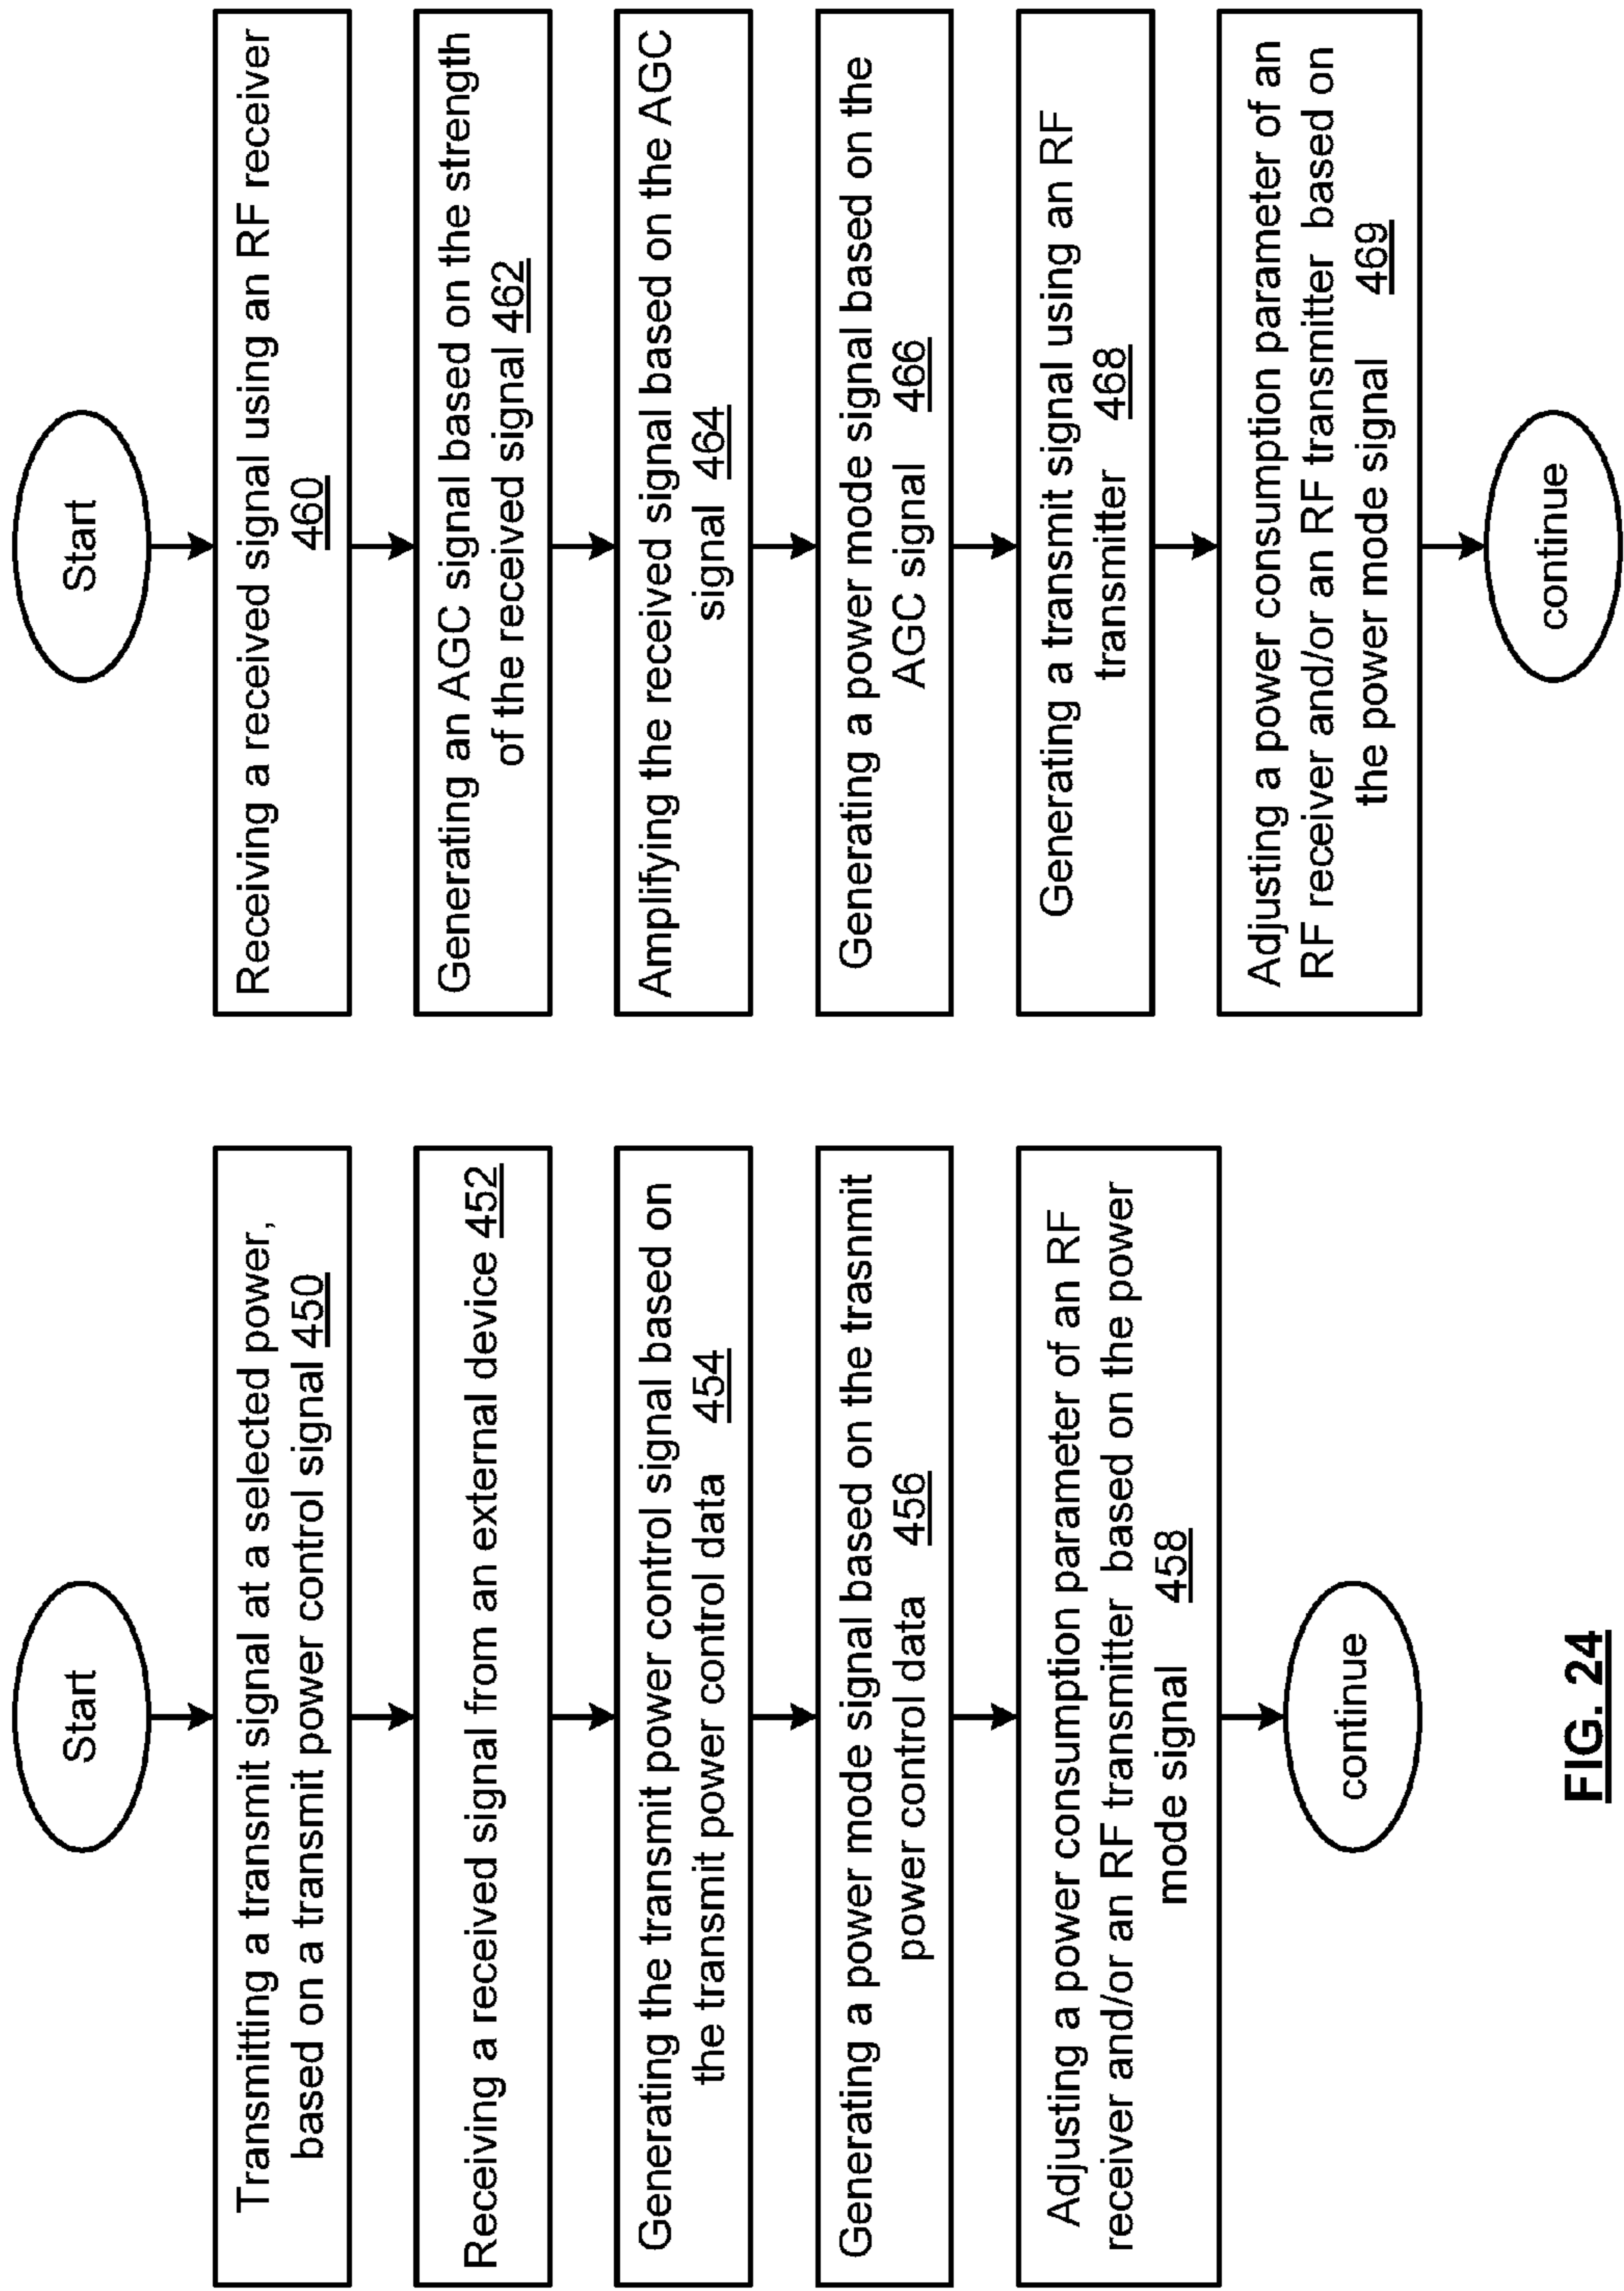 Start
Transmitting a transmit signal at a selected power,
based on a transmit power control signal 450
Receiving a received signal from an external device 452
Generating the transmit power control signal based on
the transmit power control data 454
Generating a power mode signal based on the trasnmit
power control data 456
Adjusting a power consumption parameter of an RF
receiver and/or an RF transmitter based on the power
mode signal 458
continue
FIG. 24
Start
Receiving a received signal using an RF receiver
460
Generating an AGC signal based on the strength
of the received signal 462
Amplifying the received signal based on the AGC
signal 464
Generating a power mode signal based on the
AGC signal 466
Generating a transmit signal using an RF
transmitter 468
Adjusting a power consumption parameter of an
RF receiver and/or an RF transmitter based on
the power mode signal 469
continue